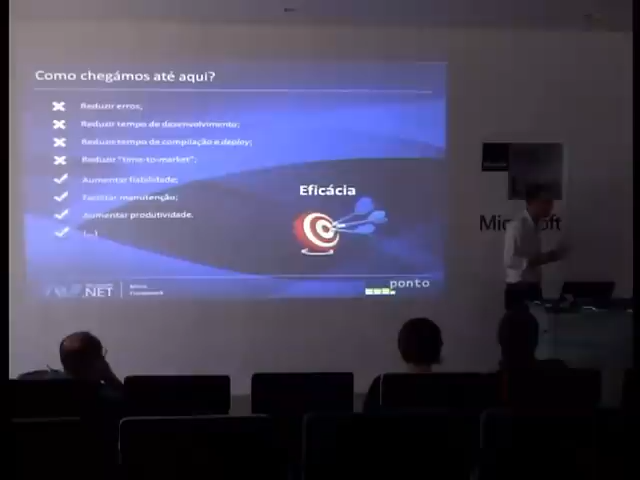 Como chegámos até aqui?
Reduzir erros;
Reduzir tempo de desenvolvimento;
Reduzir tempo de compilação e deploy;
Reduzir "time-to-market";
Aumentar fiabilidade;
Facilitar manutenção;
Aumentar produtividade.
(...)
Eficácia
.NET
ponto
Microsoft